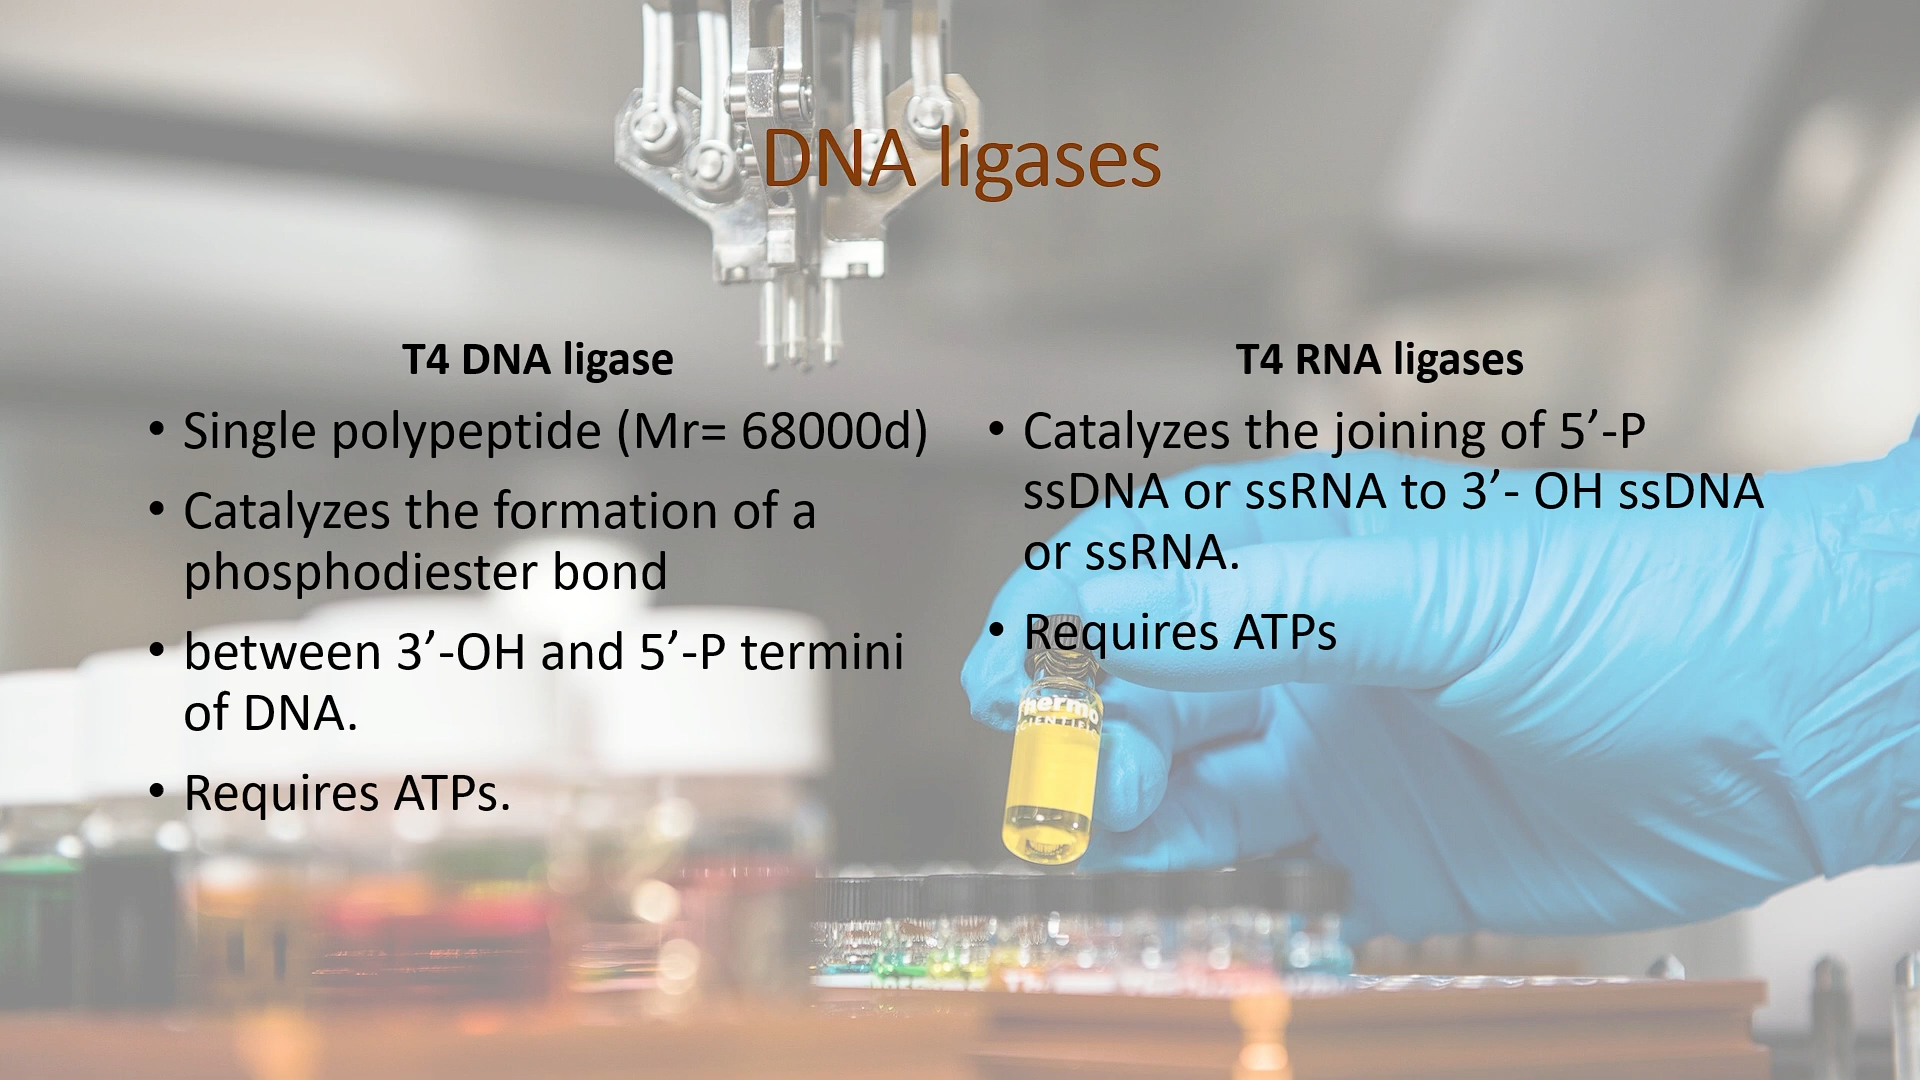 DNA ligases
T4 DNA ligase
• Single polypeptide (Mr= 68000d)
• Catalyzes the formation of a
phosphodiester bond
• between 3’-OH and 5’-P termini
of DNA.
• Requires ATPs.
T4 RNA ligases
• Catalyzes the joining of 5’-P
ssDNA or ssRNA to 3’- OH ssDNA
or ssRNA.
• Requires ATPs
Thermo
SCIENTIFIC